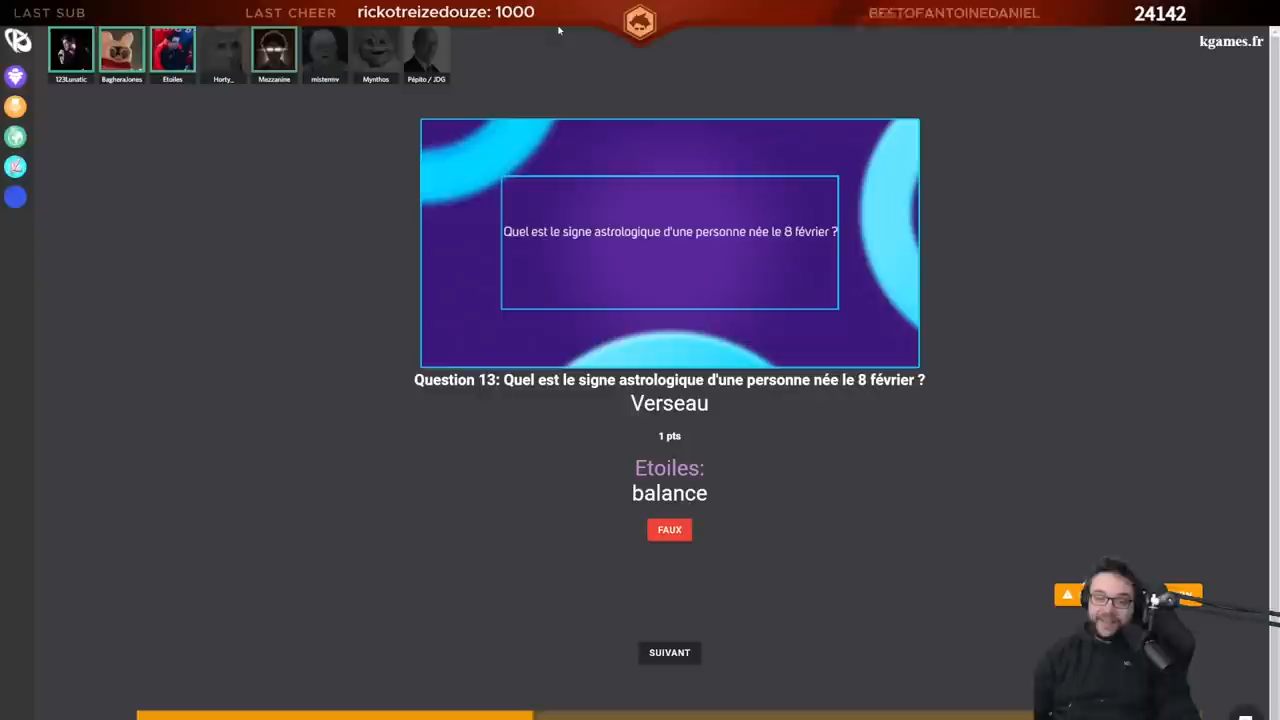 LAST SUB
LAST CHEER
rickotreizedouze: 1000
BESTOFANTOINEDANIEL
24142
kgames.fr
123Lunatic
BagheraJones
Etoiles
Horty_
Mezzanine
mistermv
Mynthos
Pépito / JDG
Quel est le signe astrologique d'une personne née le 8 février ?
Question 13: Quel est le signe astrologique d'une personne née le 8 février ?
Verseau
1 pts
Etoiles:
balance
FAUX
SUIVANT